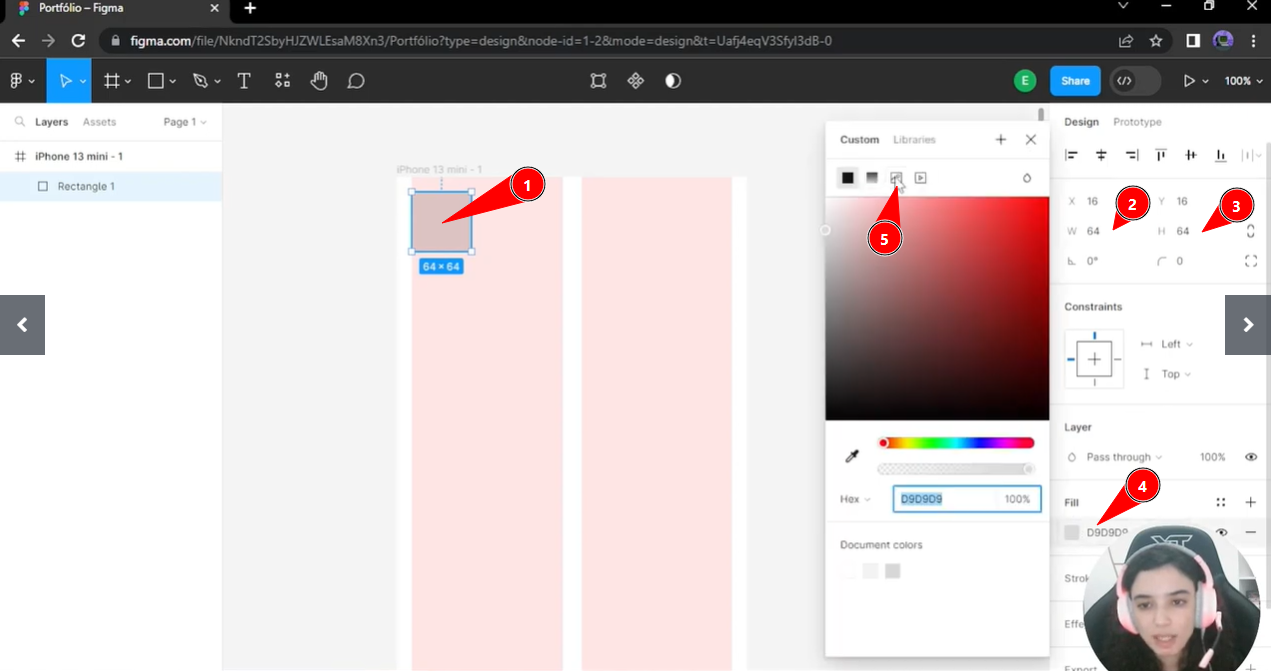 Portfólio – Figma
figma.com/file/NkndT2SbyHJZWLEsaM8Xn3/Portfólio?type=design&node-id=1-2&mode=design&t=Uafj4eqV3SfyI3dB-0
E
Share
100%
Layers
Assets
Page 1
iPhone 13 mini - 1
Rectangle 1
iPhone 13 mini - 1
64 × 64
1
Custom
Libraries
5
Hex
D9D9D9
100%
Document colors
Design
Prototype
X 16
Y 16
W 64
H 64
2
3
0°
0
Constraints
Left
Top
Layer
Pass through
100%
4
Fill
D9D9D9
XT